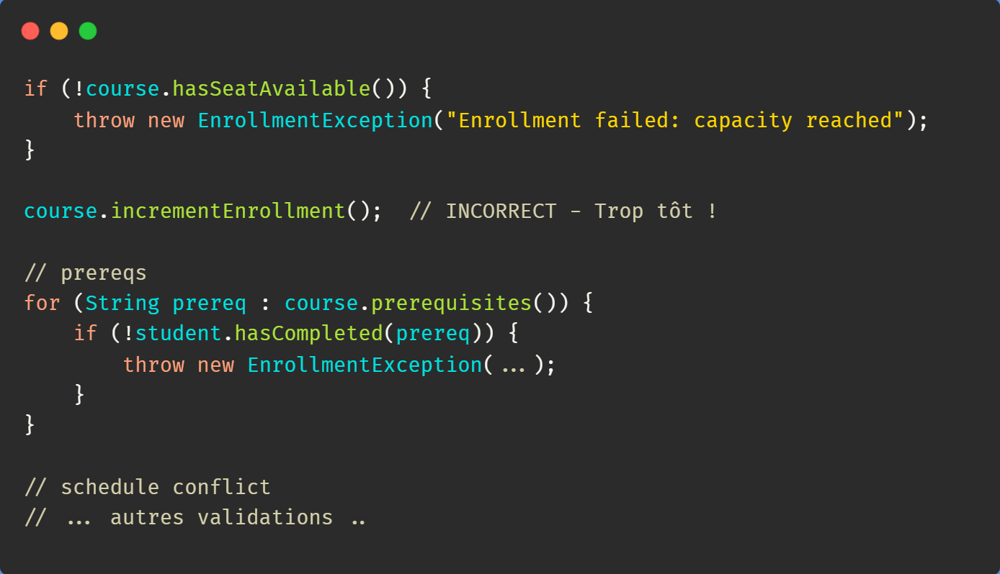 if (!course.hasSeatAvailable()) {
    throw new EnrollmentException("Enrollment failed: capacity reached");
}
course.incrementEnrollment();  // INCORRECT - Trop tôt !
// prereqs
for (String prereq : course.prerequisites()) {
    if (!student.hasCompleted(prereq)) {
        throw new EnrollmentException(...);
    }
}
// schedule conflict
// ... autres validations ..